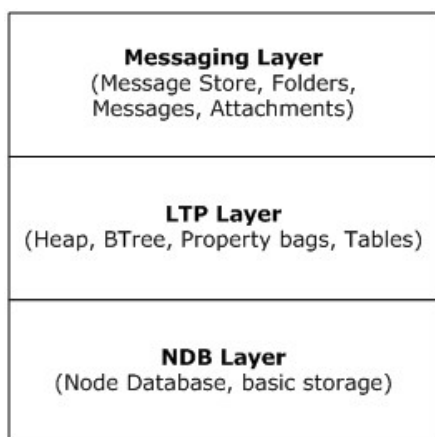 Messaging Layer
(Message Store, Folders,
Messages, Attachments)
LTP Layer
(Heap, BTree, Property bags, Tables)
NDB Layer
(Node Database, basic storage)